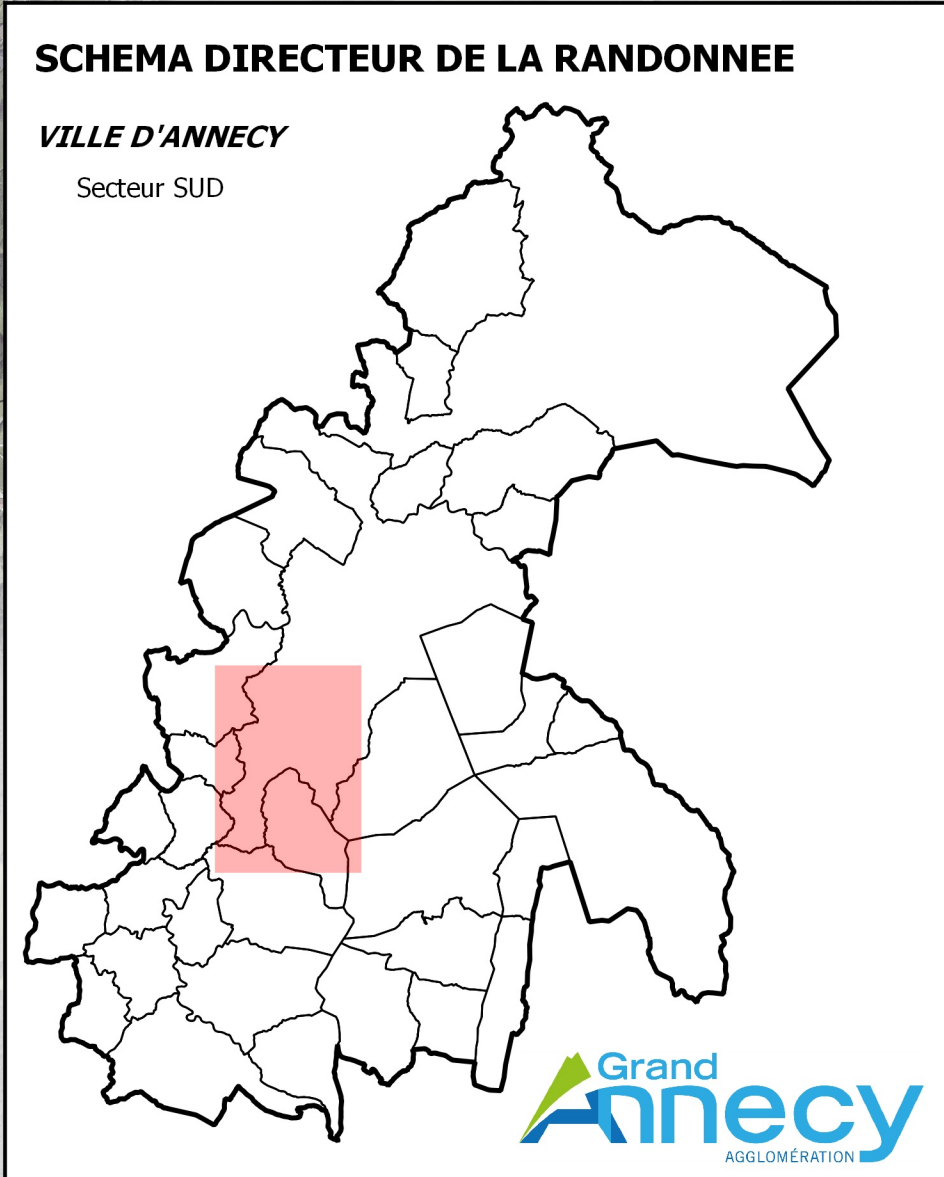 SCHEMA DIRECTEUR DE LA RANDONNEE
VILLE D'ANNECY
Secteur SUD
Grand
Annecy
AGGLOMÉRATION